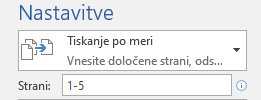 Nastavitve
Tiskanje po meri
Vnesite določene strani, ods...
Strani: 1-5